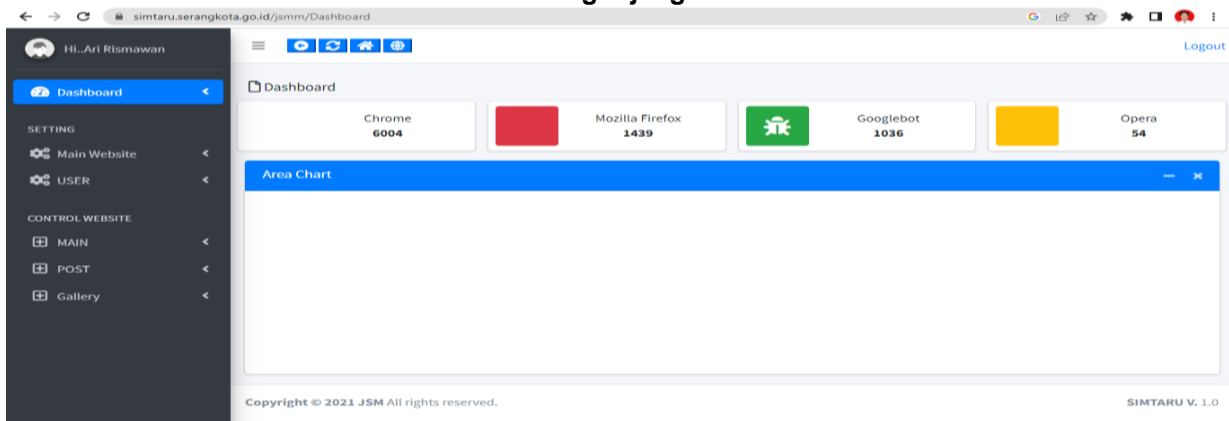 simtaru.serangkota.go.id/jsmm/Dashboard
Hi..Ari Rismawan
Logout
Dashboard
Dashboard
Chrome
6004
Mozilla Firefox
1439
Googlebot
1036
Opera
54
SETTING
Main Website
USER
Area Chart
CONTROL WEBSITE
MAIN
POST
Gallery
Copyright © 2021 JSM All rights reserved.
SIMTARU V. 1.0